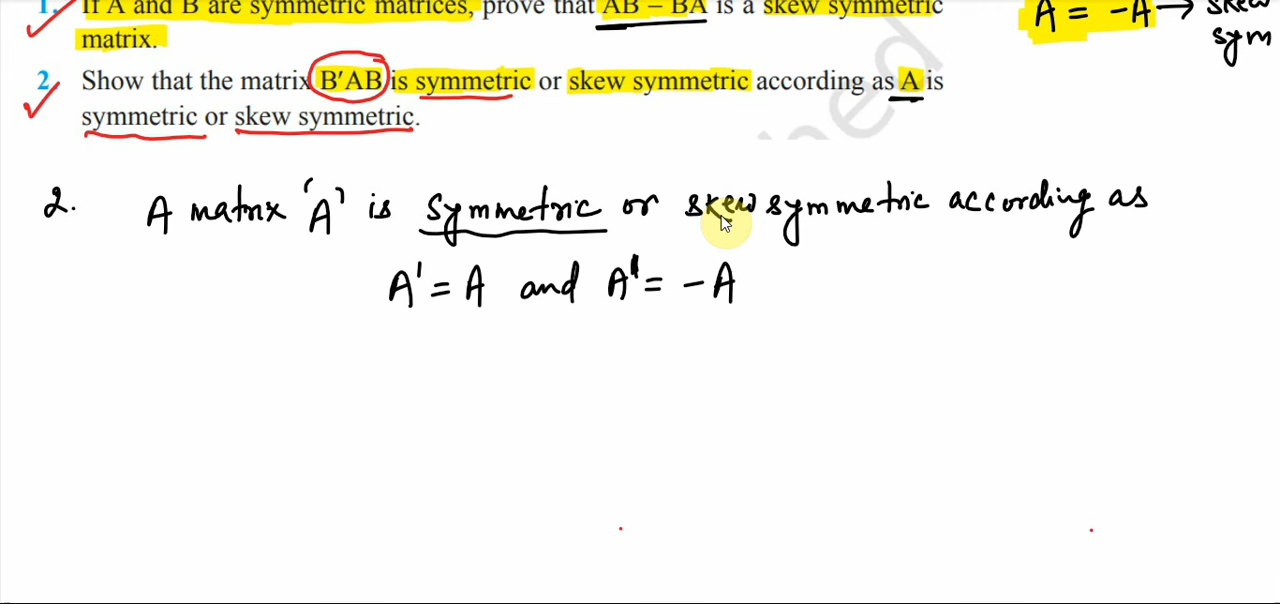 1. If A and B are symmetric matrices, prove that AB – BA is a skew symmetric
matrix.
A = -A → skew
sym
2. Show that the matrix B′AB is symmetric or skew symmetric according as A is
symmetric or skew symmetric.
2. A matrix 'A' is symmetric or skew symmetric according as
A' = A and A' = -A